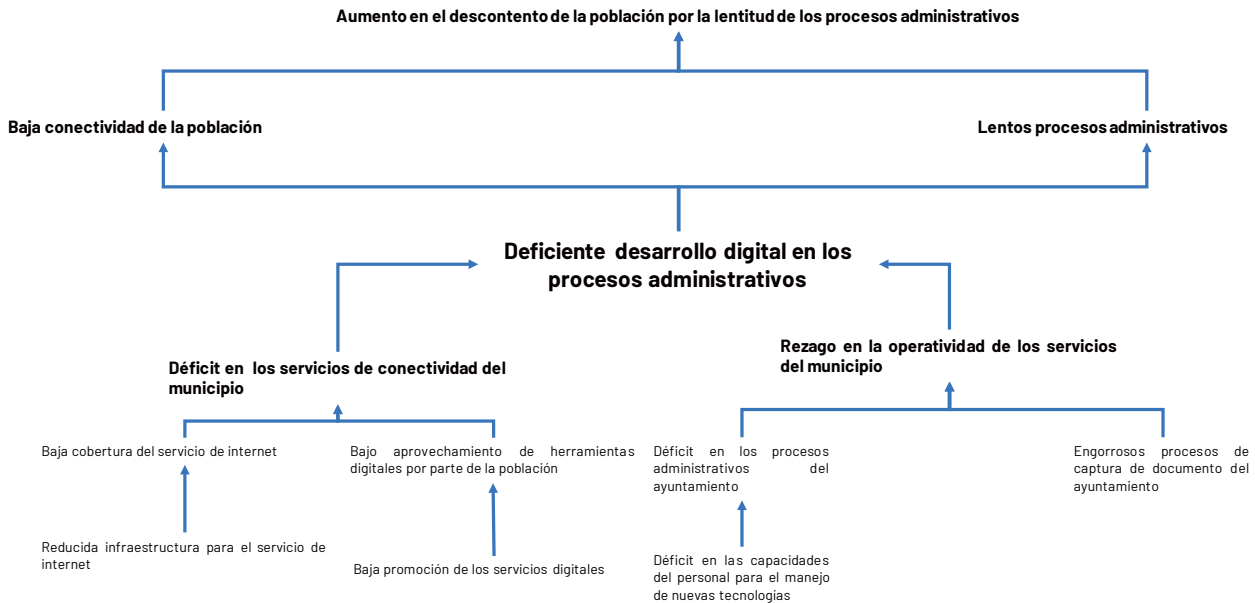 Aumento en el descontento de la población por la lentitud de los procesos administrativos
Baja conectividad de la población
Lentos procesos administrativos
Deficiente desarrollo digital en los
procesos administrativos
Déficit en los servicios de conectividad del
municipio
Rezago en la operatividad de los servicios
del municipio
Baja cobertura del servicio de internet
Bajo aprovechamiento de herramientas
digitales por parte de la población
Déficit en los procesos
administrativos del
ayuntamiento
Engorrosos procesos de
captura de documento del
ayuntamiento
Reducida infraestructura para el servicio de
internet
Baja promoción de los servicios digitales
Déficit en las capacidades
del personal para el manejo
de nuevas tecnologías